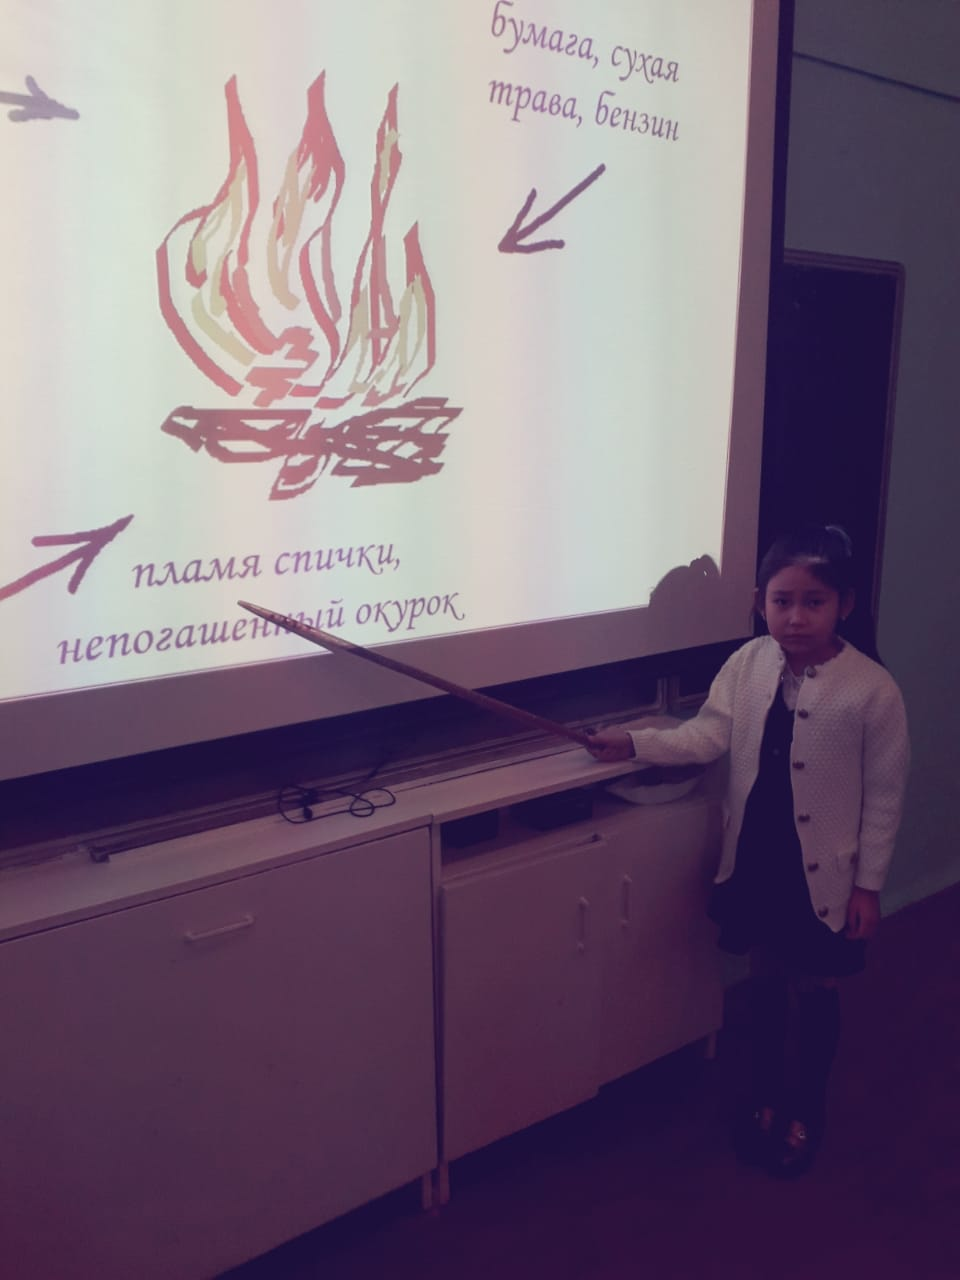 бумага, сухая
трава, бензин
пламя спички,
непогашенный окурок